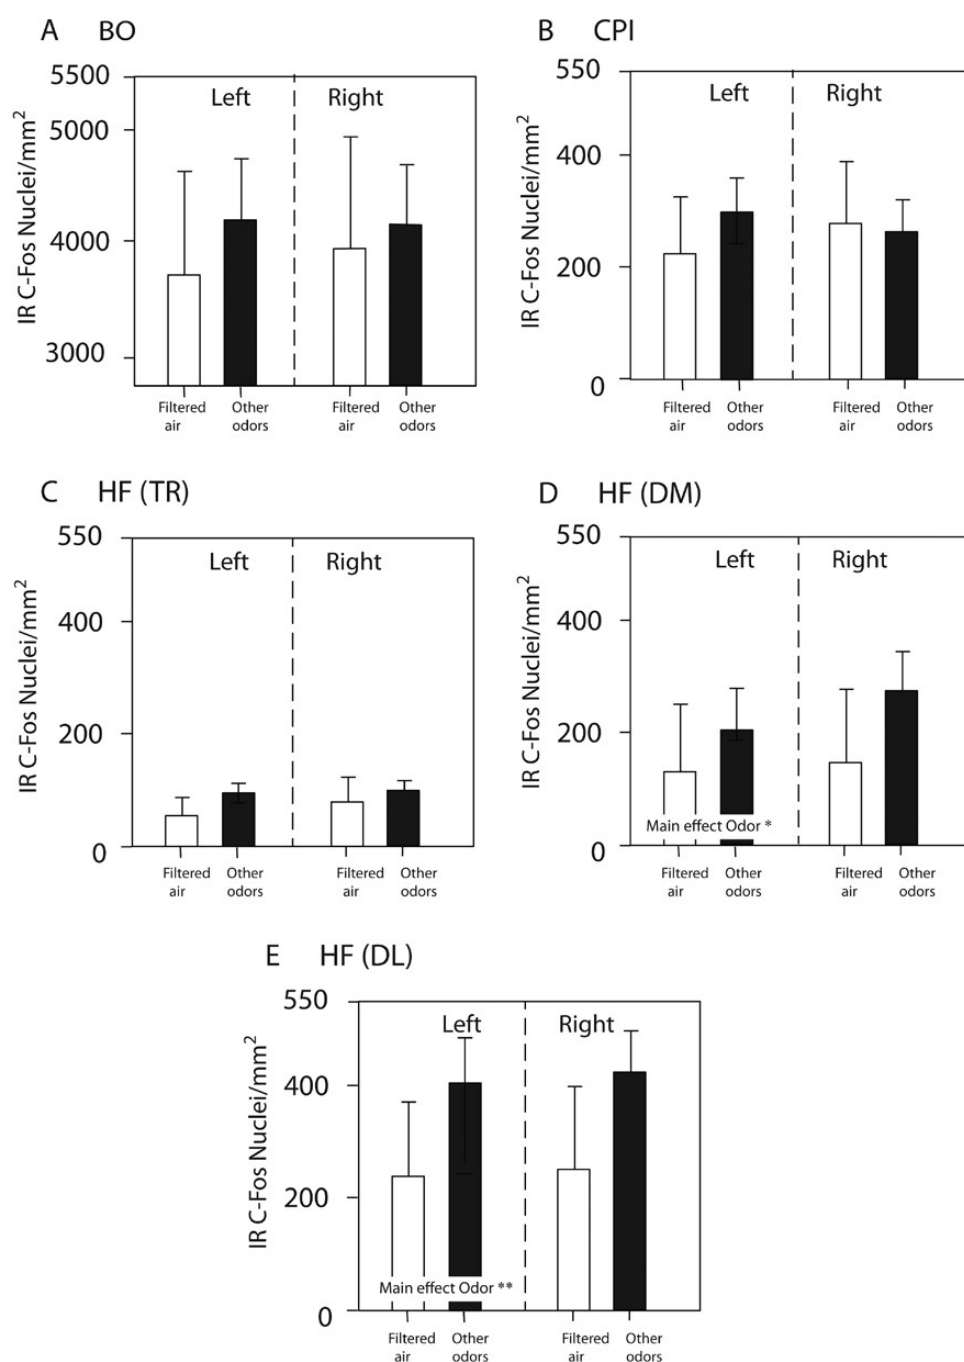 A BO
5500
5000
4000
3000
IR C-Fos Nuclei/mm²
Left
Right
Filtered air
Other odors
Filtered air
Other odors
B CPI
550
400
200
0
IR C-Fos Nuclei/mm²
Left
Right
Filtered air
Other odors
Filtered air
Other odors
C HF (TR)
550
400
200
0
IR C-Fos Nuclei/mm²
Left
Right
Filtered air
Other odors
Filtered air
Other odors
D HF (DM)
550
400
200
0
IR C-Fos Nuclei/mm²
Left
Right
Main effect Odor *
Filtered air
Other odors
Filtered air
Other odors
E HF (DL)
550
400
200
0
IR C-Fos Nuclei/mm²
Left
Right
Main effect Odor **
Filtered air
Other odors
Filtered air
Other odors